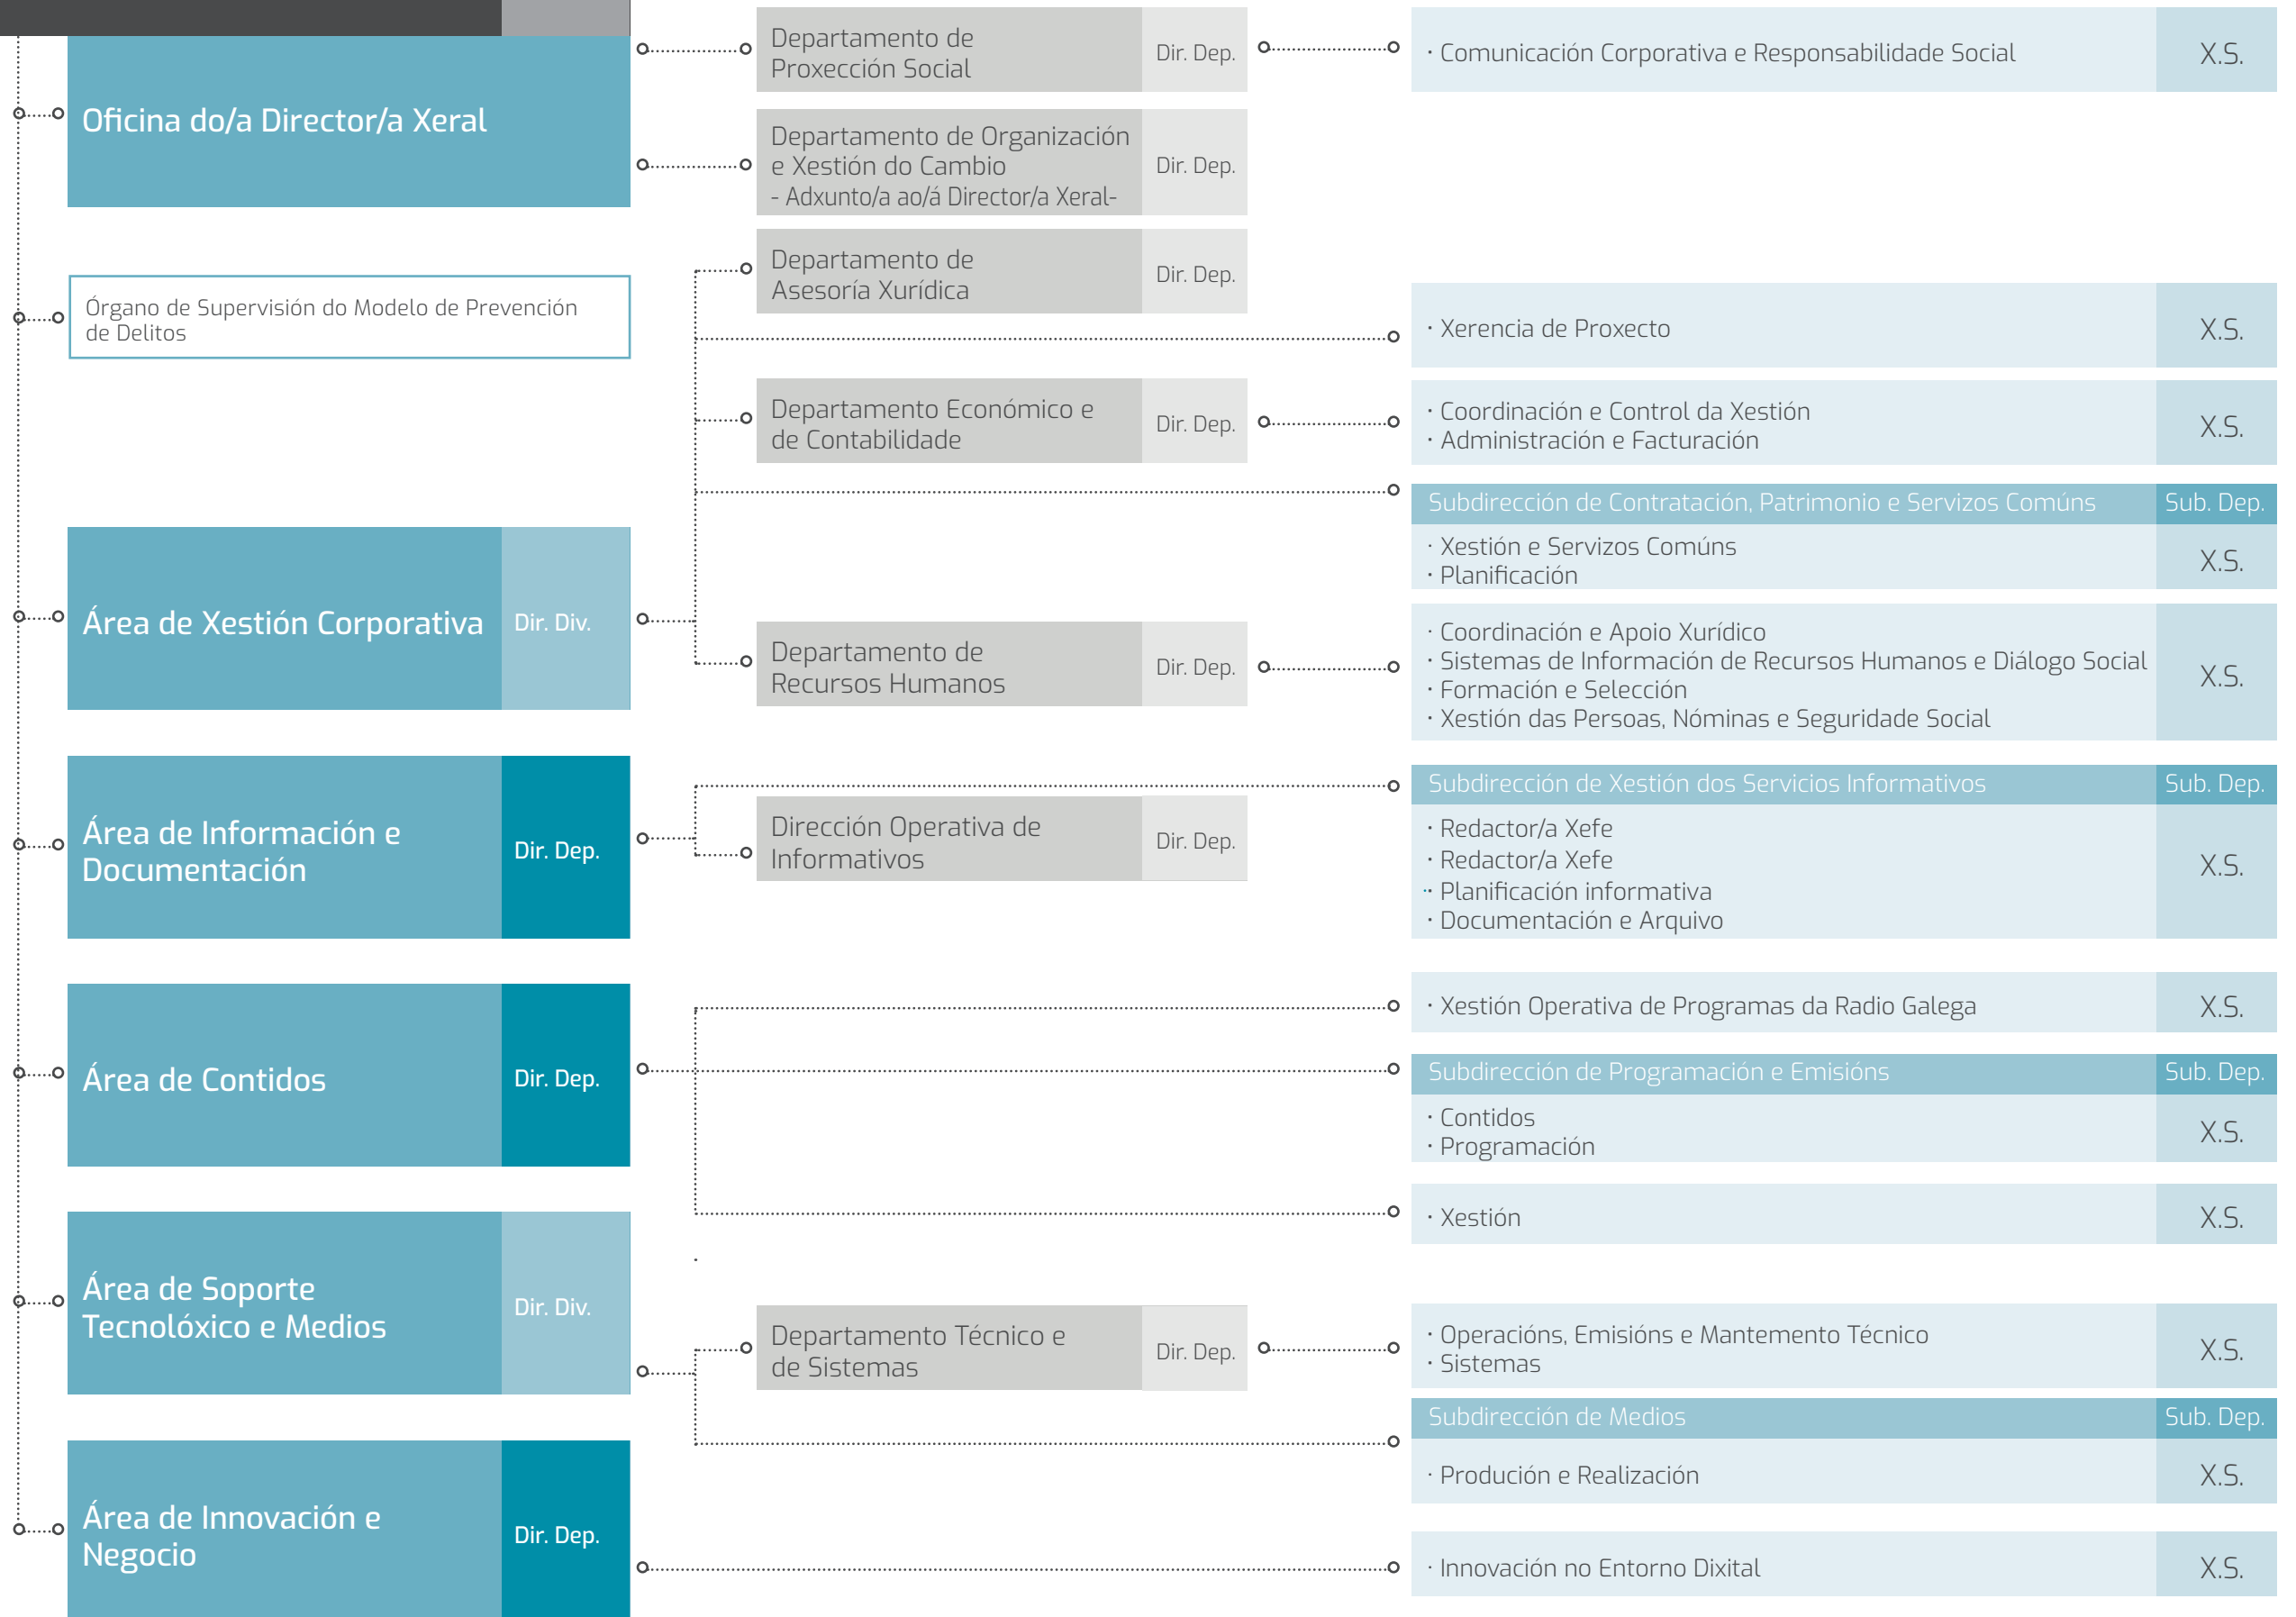 Oficina do/a Director/a Xeral
Departamento de
Proxección Social
Dir. Dep.
· Comunicación Corporativa e Responsabilidade Social
X.S.
Departamento de Organización
e Xestión do Cambio
- Adxunto/a ao/á Director/a Xeral-
Dir. Dep.
Órgano de Supervisión do Modelo de Prevención
de Delitos
Área de Xestión Corporativa
Dir. Div.
Departamento de
Asesoría Xurídica
Dir. Dep.
· Xerencia de Proxecto
X.S.
Departamento Económico e
de Contabilidade
Dir. Dep.
· Coordinación e Control da Xestión
· Administración e Facturación
X.S.
Subdirección de Contratación, Patrimonio e Servizos Comúns
Sub. Dep.
· Xestión e Servizos Comúns
· Planificación
X.S.
Departamento de
Recursos Humanos
Dir. Dep.
· Coordinación e Apoio Xurídico
· Sistemas de Información de Recursos Humanos e Diálogo Social
· Formación e Selección
· Xestión das Persoas, Nóminas e Seguridade Social
X.S.
Área de Información e
Documentación
Dir. Dep.
Dirección Operativa de
Informativos
Dir. Dep.
Subdirección de Xestión dos Servicios Informativos
Sub. Dep.
· Redactor/a Xefe
· Redactor/a Xefe
·· Planificación informativa
· Documentación e Arquivo
X.S.
Área de Contidos
Dir. Dep.
· Xestión Operativa de Programas da Radio Galega
X.S.
Subdirección de Programación e Emisións
Sub. Dep.
· Contidos
· Programación
X.S.
· Xestión
X.S.
Área de Soporte
Tecnolóxico e Medios
Dir. Div.
Departamento Técnico e
de Sistemas
Dir. Dep.
· Operacións, Emisións e Mantemento Técnico
· Sistemas
X.S.
Subdirección de Medios
Sub. Dep.
· Produción e Realización
X.S.
Área de Innovación e
Negocio
Dir. Dep.
· Innovación no Entorno Dixital
X.S.